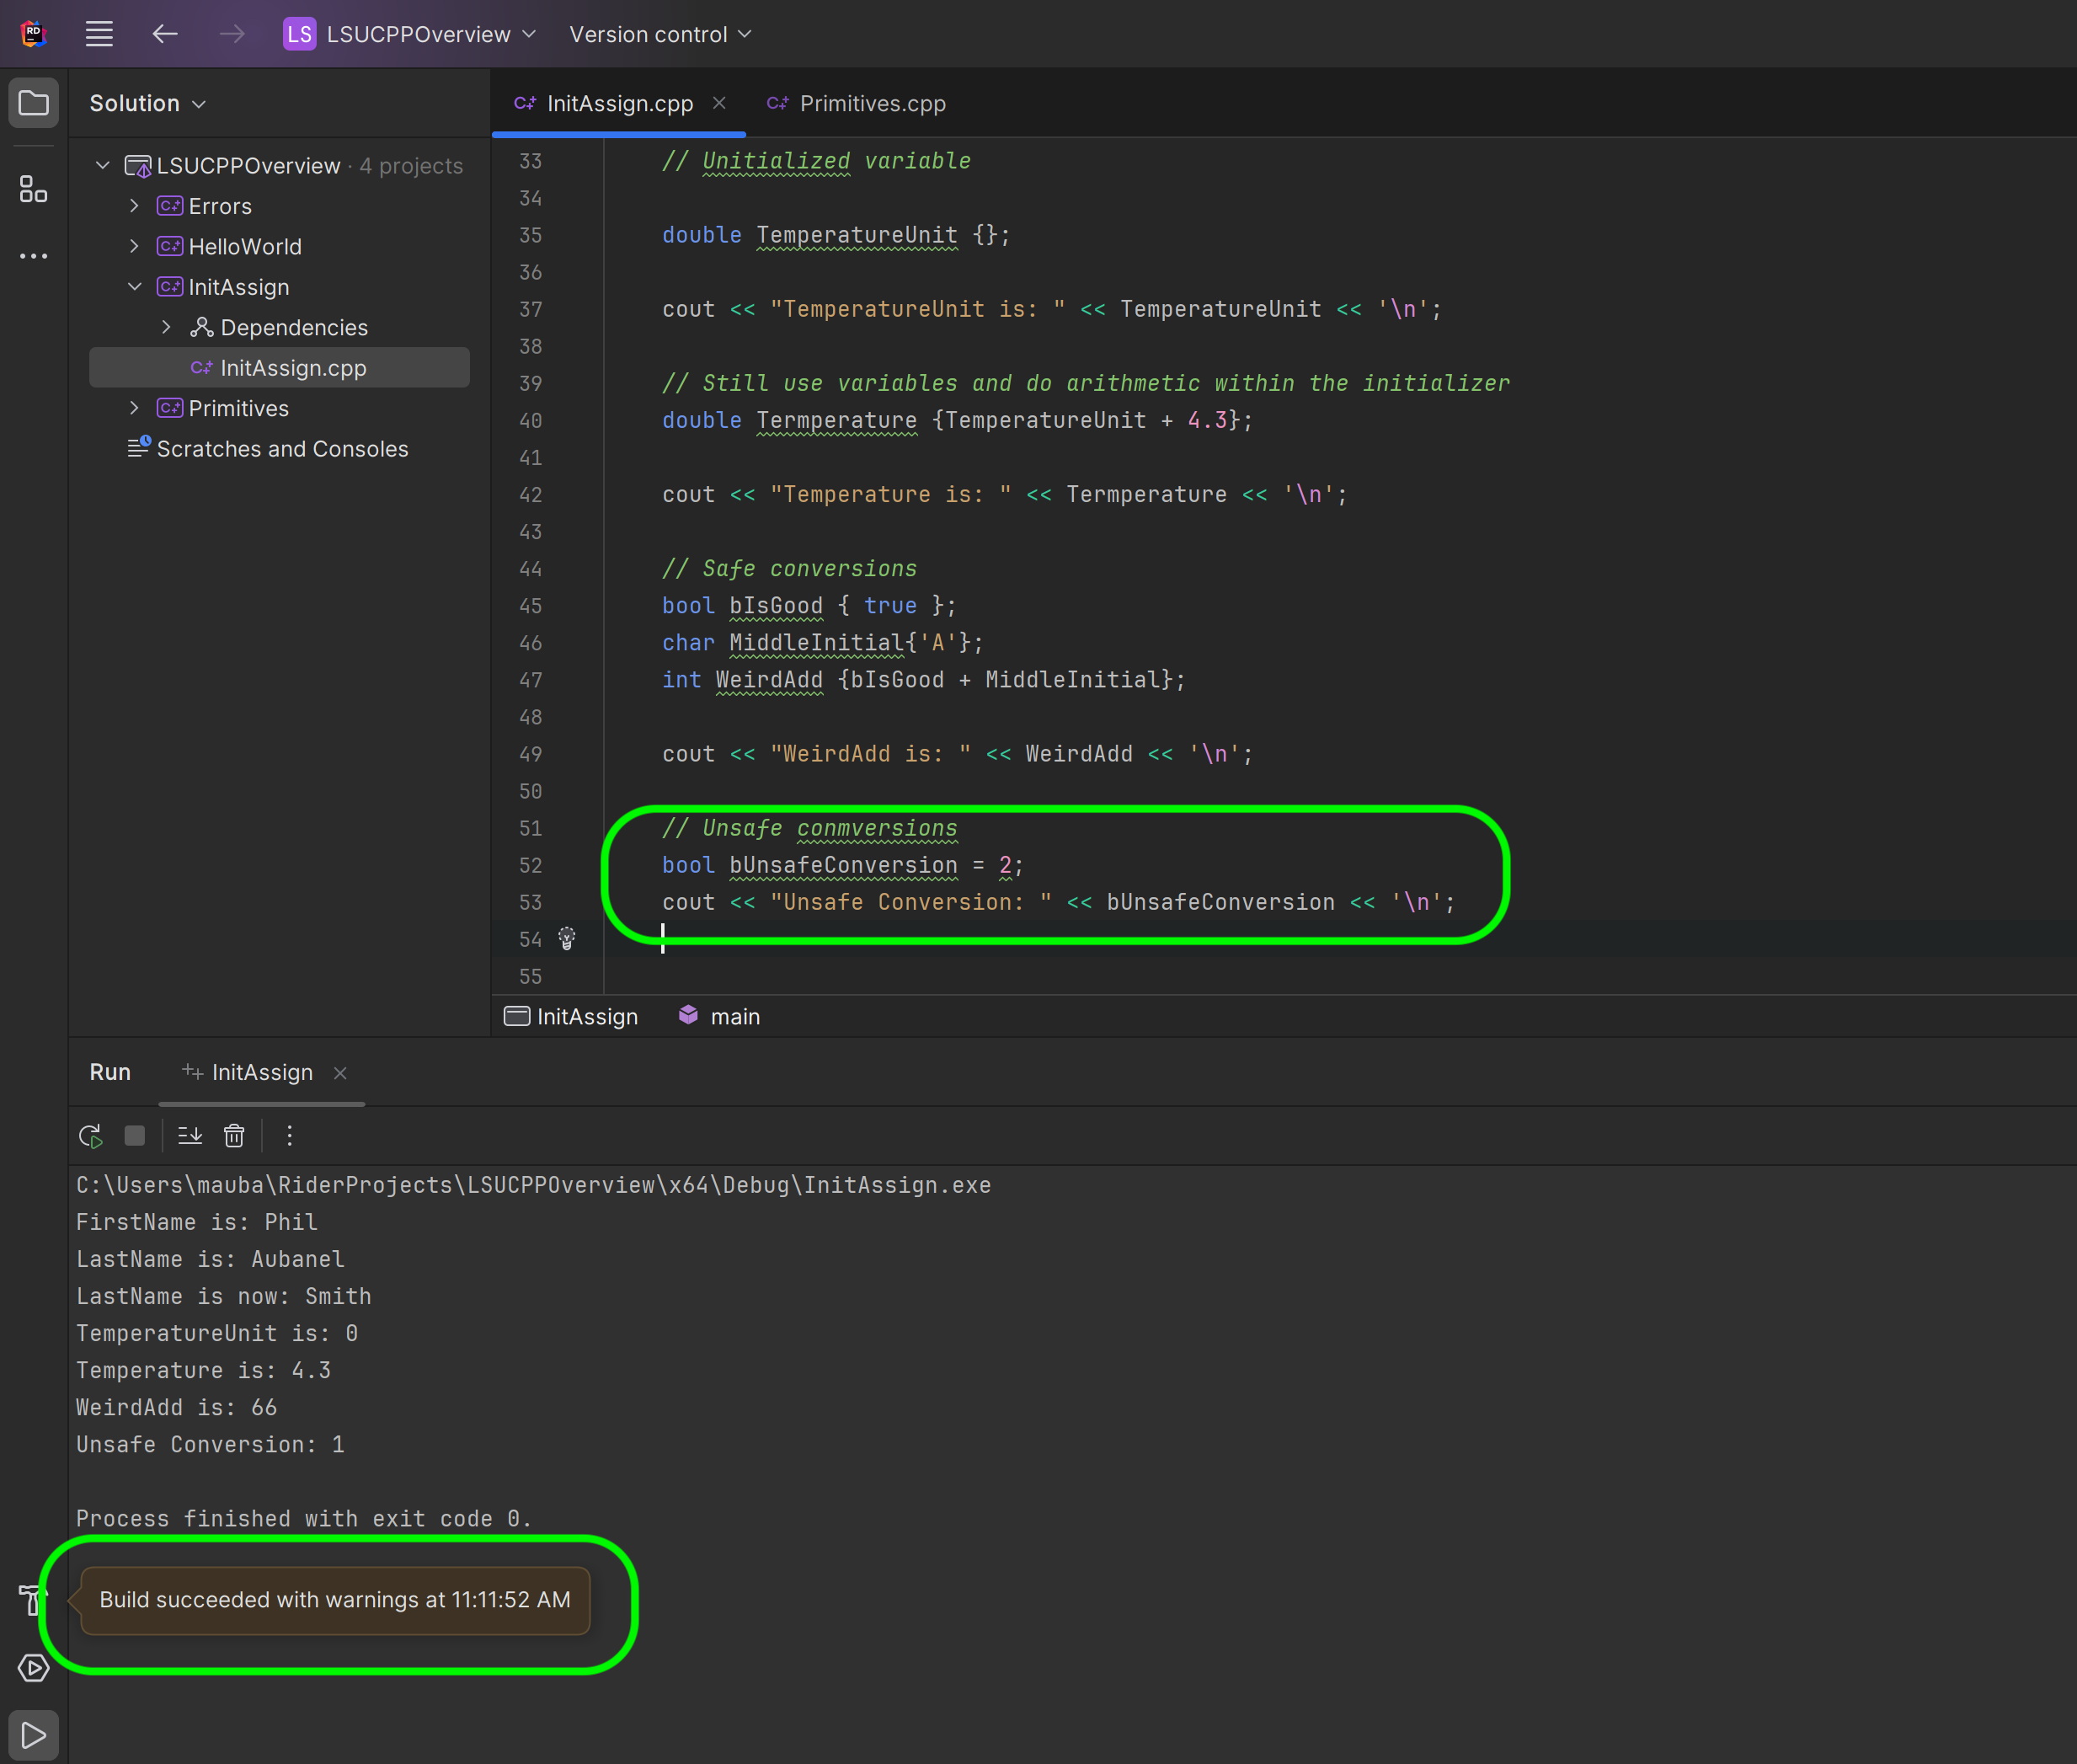 RD
LS LSUCPPOverview Version control
Solution
InitAssign.cpp Primitives.cpp
LSUCPPOverview · 4 projects
C++ Errors
C++ HelloWorld
C++ InitAssign
Dependencies
C++ InitAssign.cpp
C++ Primitives
Scratches and Consoles
33 // Unitialized variable
34
35 double TemperatureUnit {};
36
37 cout << "TemperatureUnit is: " << TemperatureUnit << '\n';
38
39 // Still use variables and do arithmetic within the initializer
40 double Termperature {TemperatureUnit + 4.3};
41
42 cout << "Temperature is: " << Termperature << '\n';
43
44 // Safe conversions
45 bool bIsGood { true };
46 char MiddleInitial{'A'};
47 int WeirdAdd {bIsGood + MiddleInitial};
48
49 cout << "WeirdAdd is: " << WeirdAdd << '\n';
50
51 // Unsafe conmversions
52 bool bUnsafeConversion = 2;
53 cout << "Unsafe Conversion: " << bUnsafeConversion << '\n';
54
55
InitAssign main
Run InitAssign
C:\Users\mauba\RiderProjects\LSUCPPOverview\x64\Debug\InitAssign.exe
FirstName is: Phil
LastName is: Aubanel
LastName is now: Smith
TemperatureUnit is: 0
Temperature is: 4.3
WeirdAdd is: 66
Unsafe Conversion: 1
Process finished with exit code 0.
Build succeeded with warnings at 11:11:52 AM